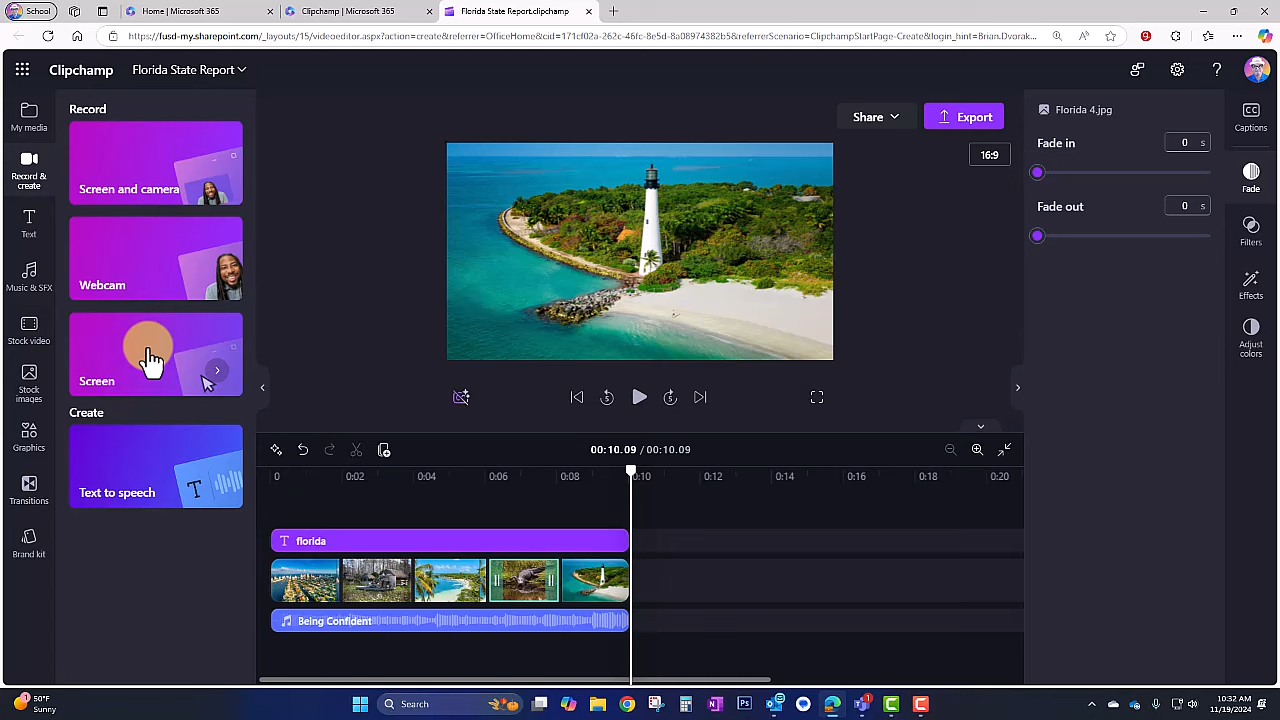 School
Home | Microsoft 365
Clipchamp | Microsoft 365
Florida State Report.clipchamp
https://fusd-my.sharepoint.com/_layouts/15/videoeditor.aspx?action=create&referrer=OfficeHome&cid=171cf02a-262c-46fc-8e5d-8a08974382b5&referrerScenario=ClipchampStartPage-Create&login_hint=Brian.Dvorak...
Clipchamp
Florida State Report
My media
Record & create
Text
Music & SFX
Stock video
Stock images
Graphics
Transitions
Brand kit
Record
Screen and camera
Webcam
Screen
Create
Text to speech
Share
Export
16:9
Florida 4.jpg
Fade in
0 s
Fade out
0 s
CC
Captions
Fade
Filters
Effects
Adjust colors
5
5
00:10.09 / 00:10.09
0
0:02
0:04
0:06
0:08
0:10
0:12
0:14
0:16
0:18
0:20
T florida
Being Confident
50°F
Sunny
Search
10:32 AM
11/19/2024